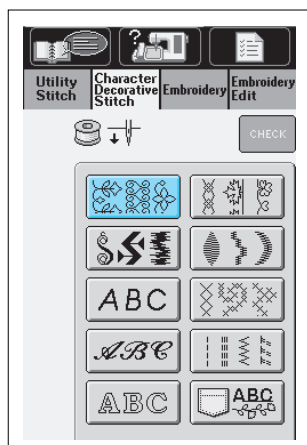 Utility Stitch
Character Decorative Stitch
Embroidery
Embroidery Edit
CHECK
ABC
ABC
ABC
ABC